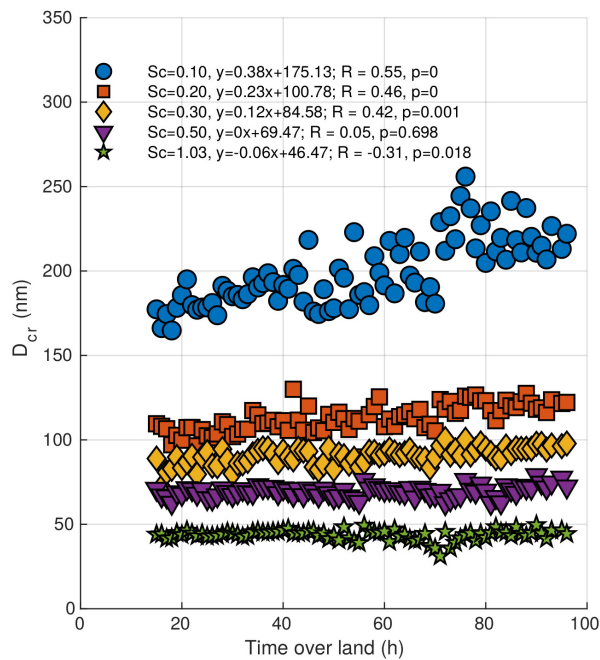 350
300
250
200
150
100
50
0
Sc=0.10, y=0.38x+175.13; R = 0.55, p=0
Sc=0.20, y=0.23x+100.78; R = 0.46, p=0
Sc=0.30, y=0.12x+84.58; R = 0.42, p=0.001
Sc=0.50, y=0x+69.47; R = 0.05, p=0.698
Sc=1.03, y=-0.06x+46.47; R = -0.31, p=0.018
D_cr (nm)
0 20 40 60 80 100
Time over land (h)